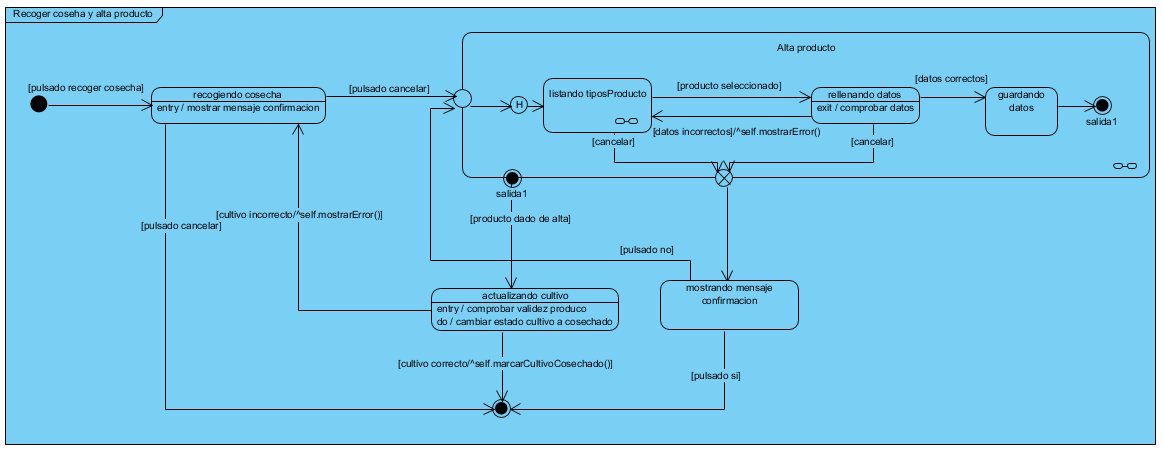 Recoger coseha y alta producto
Alta producto
[pulsado recoger cosecha]
recogiendo cosecha
entry / mostrar mensaje confirmacion
[pulsado cancelar]
H
listando tiposProducto
[producto seleccionado]
rellenando datos
exit / comprobar datos
[datos correctos]
guardando
datos
salida1
[datos incorrectos]/^self.mostrarError()
[cancelar]
[cancelar]
salida1
[cultivo incorrecto/^self.mostrarError()]
[pulsado cancelar]
[producto dado de alta]
[pulsado no]
actualizando cultivo
entry / comprobar validez produco
do / cambiar estado cultivo a cosechado
mostrando mensaje
confirmacion
[cultivo correcto/^self.marcarCultivoCosechado()]
[pulsado si]